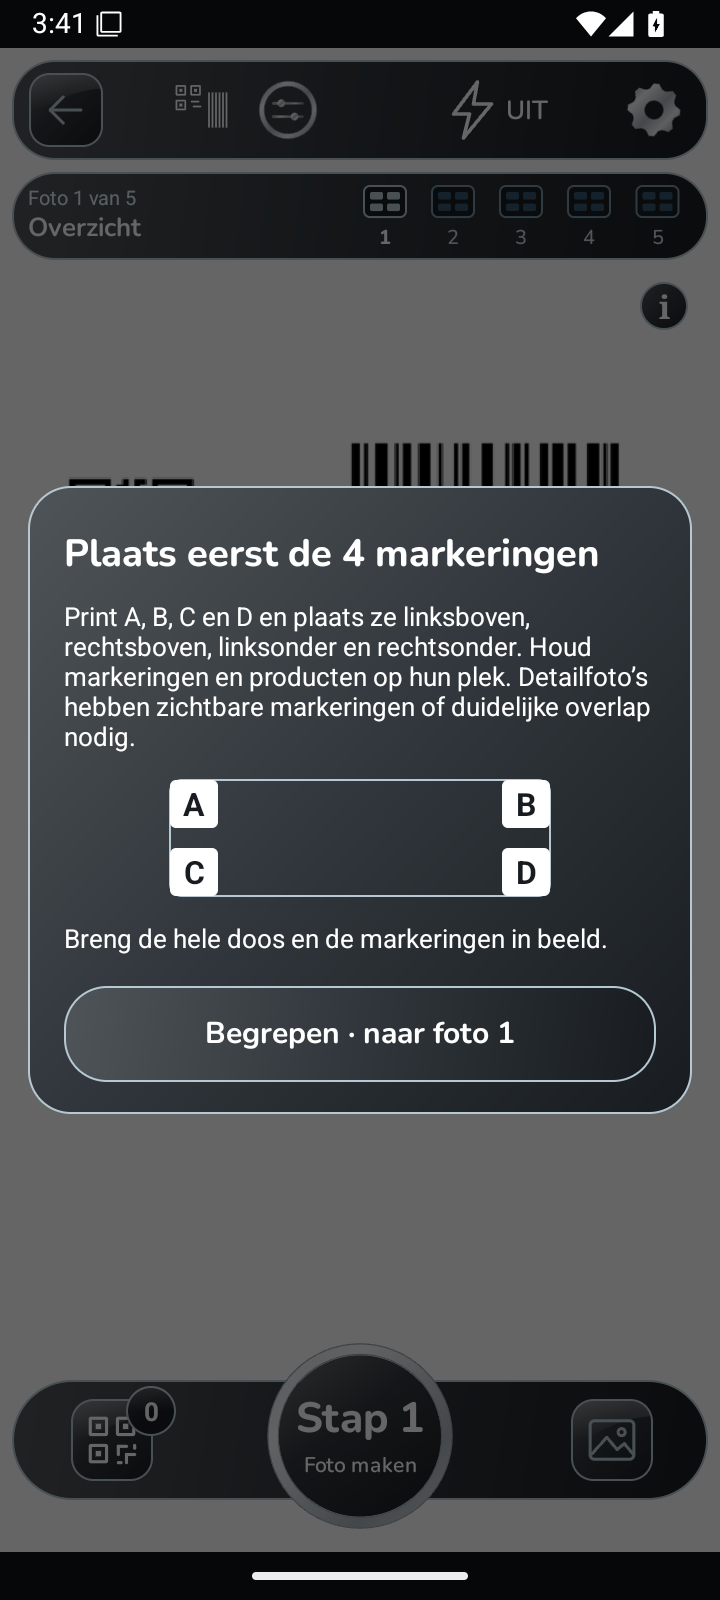 3:41
UIT
Foto 1 van 5
Overzicht
1 2 3 4 5
i
Plaats eerst de 4 markeringen
Print A, B, C en D en plaats ze linksboven,
rechtsboven, linksonder en rechtsonder. Houd
markeringen en producten op hun plek. Detailfoto’s
hebben zichtbare markeringen of duidelijke overlap
nodig.
A B
C D
Breng de hele doos en de markeringen in beeld.
Begrepen · naar foto 1
0
Stap 1
Foto maken